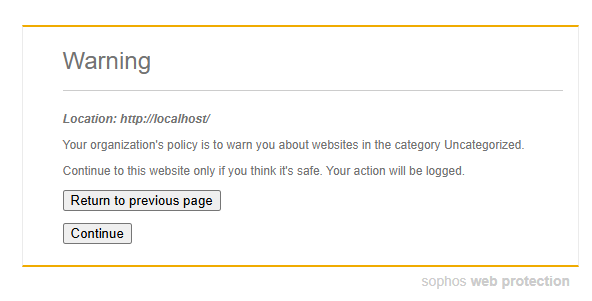 Warning
Location: http://localhost/
Your organization's policy is to warn you about websites in the category Uncategorized.
Continue to this website only if you think it's safe. Your action will be logged.
Return to previous page
Continue
sophos web protection